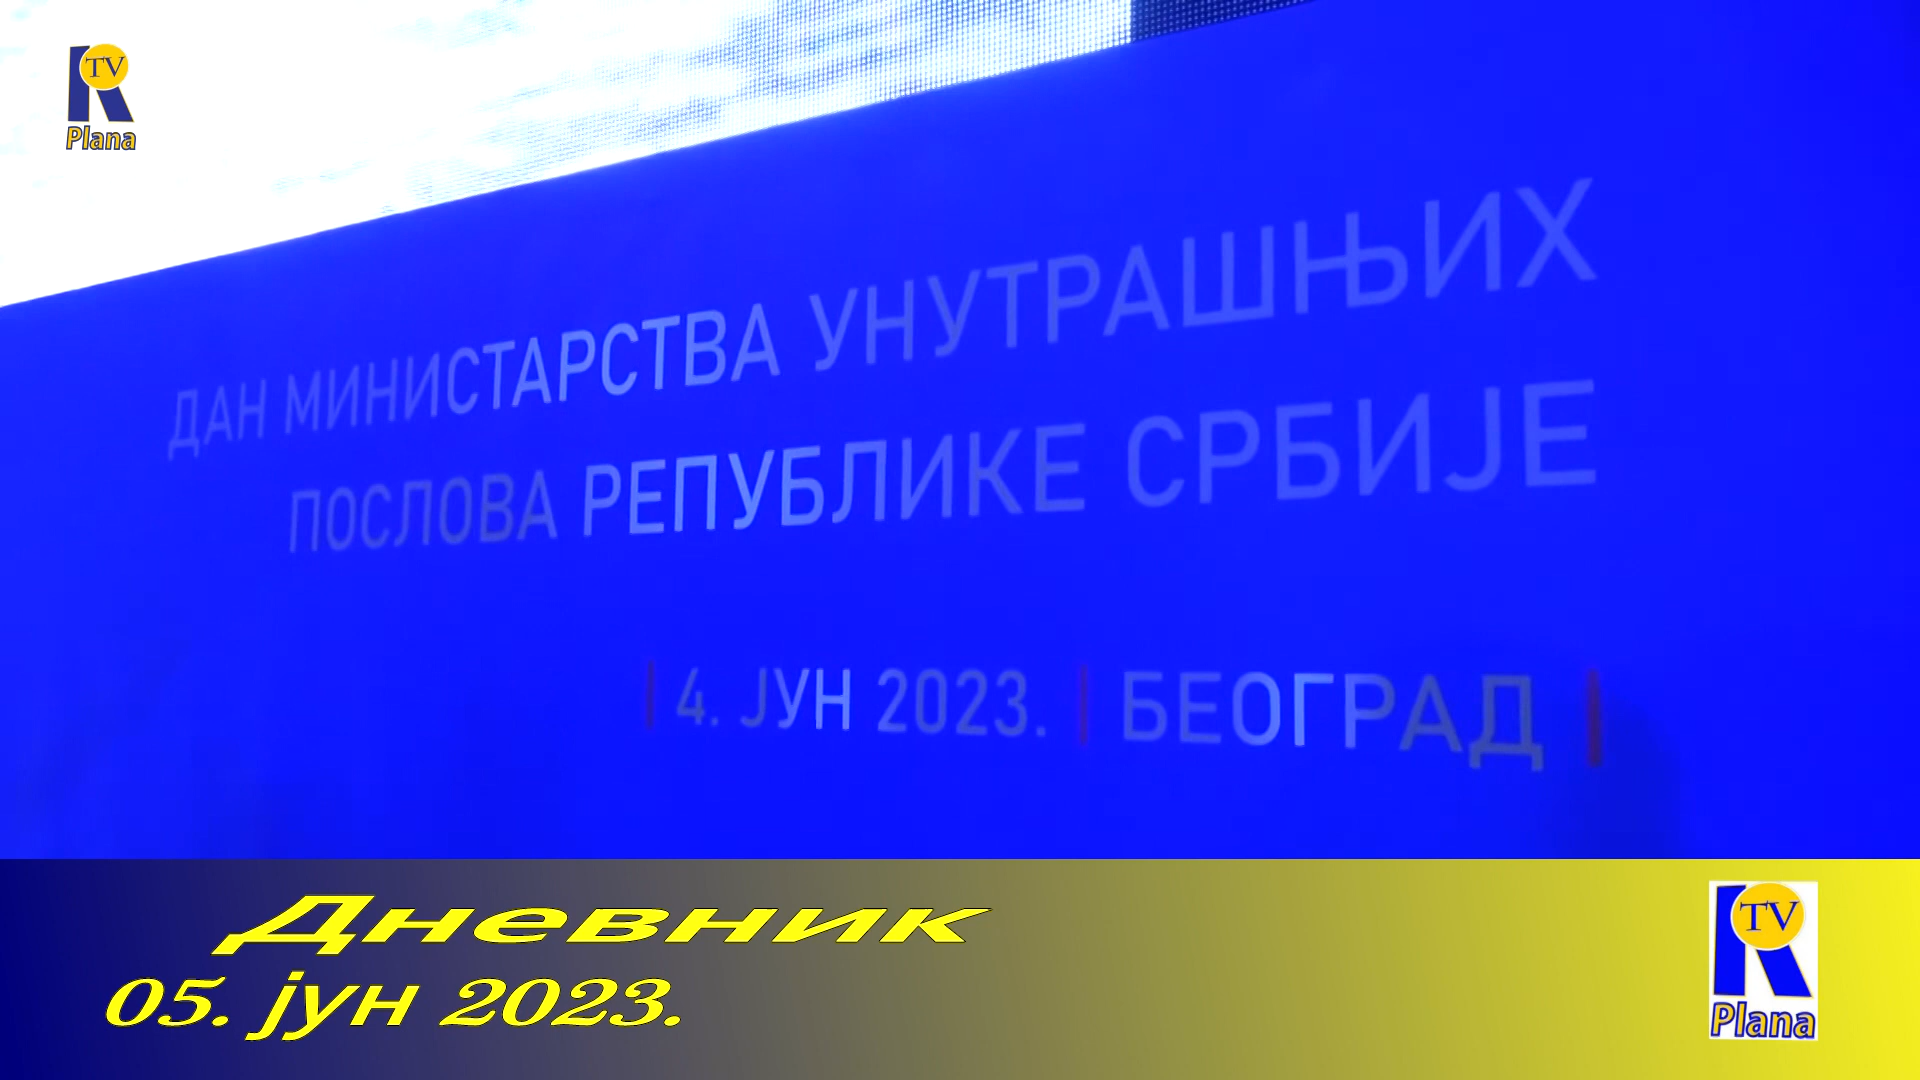 TV
R
Plana
ДАН МИНИСТАРСТВА УНУТРАШЊИХ
ПОСЛОВА РЕПУБЛИКЕ СРБИЈЕ
4. ЈУН 2023. | БЕОГРАД
Дневник
05. јун 2023.
TV
R
Plana